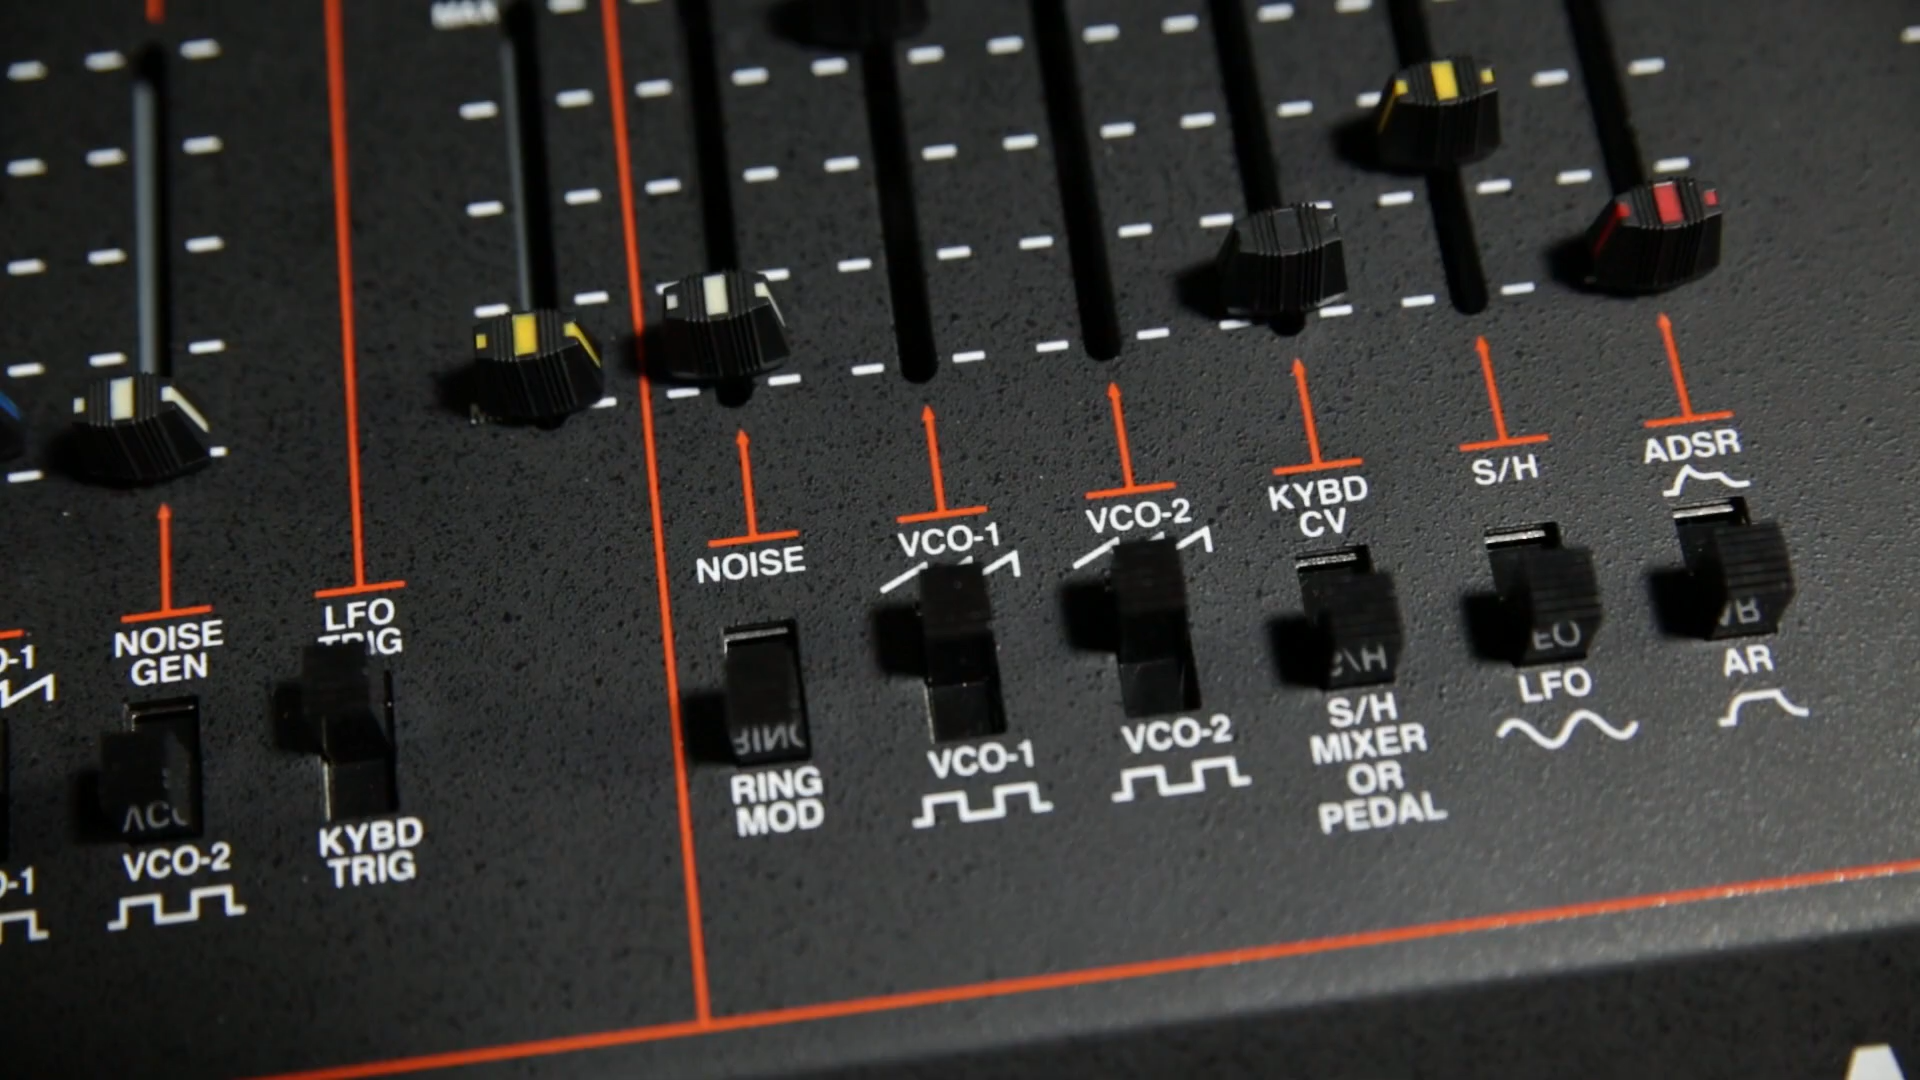 MAX
NOISE
GEN
LFO
TRIG
NOISE
VCO-1
VCO-2
KYBD
CV
S/H
ADSR
VCO-2
KYBD
TRIG
RING
MOD
VCO-1
VCO-2
S/H
MIXER
OR
PEDAL
LFO
AR